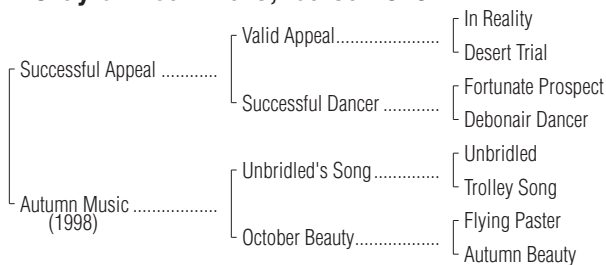 In Reality
Valid Appeal....................
Desert Trial
Successful Appeal ............
Fortunate Prospect
Successful Dancer ............
Debonair Dancer
Unbridled
Unbridled's Song..............
Trolley Song
Autumn Music ..................
(1998)
Flying Paster
October Beauty..................
Autumn Beauty